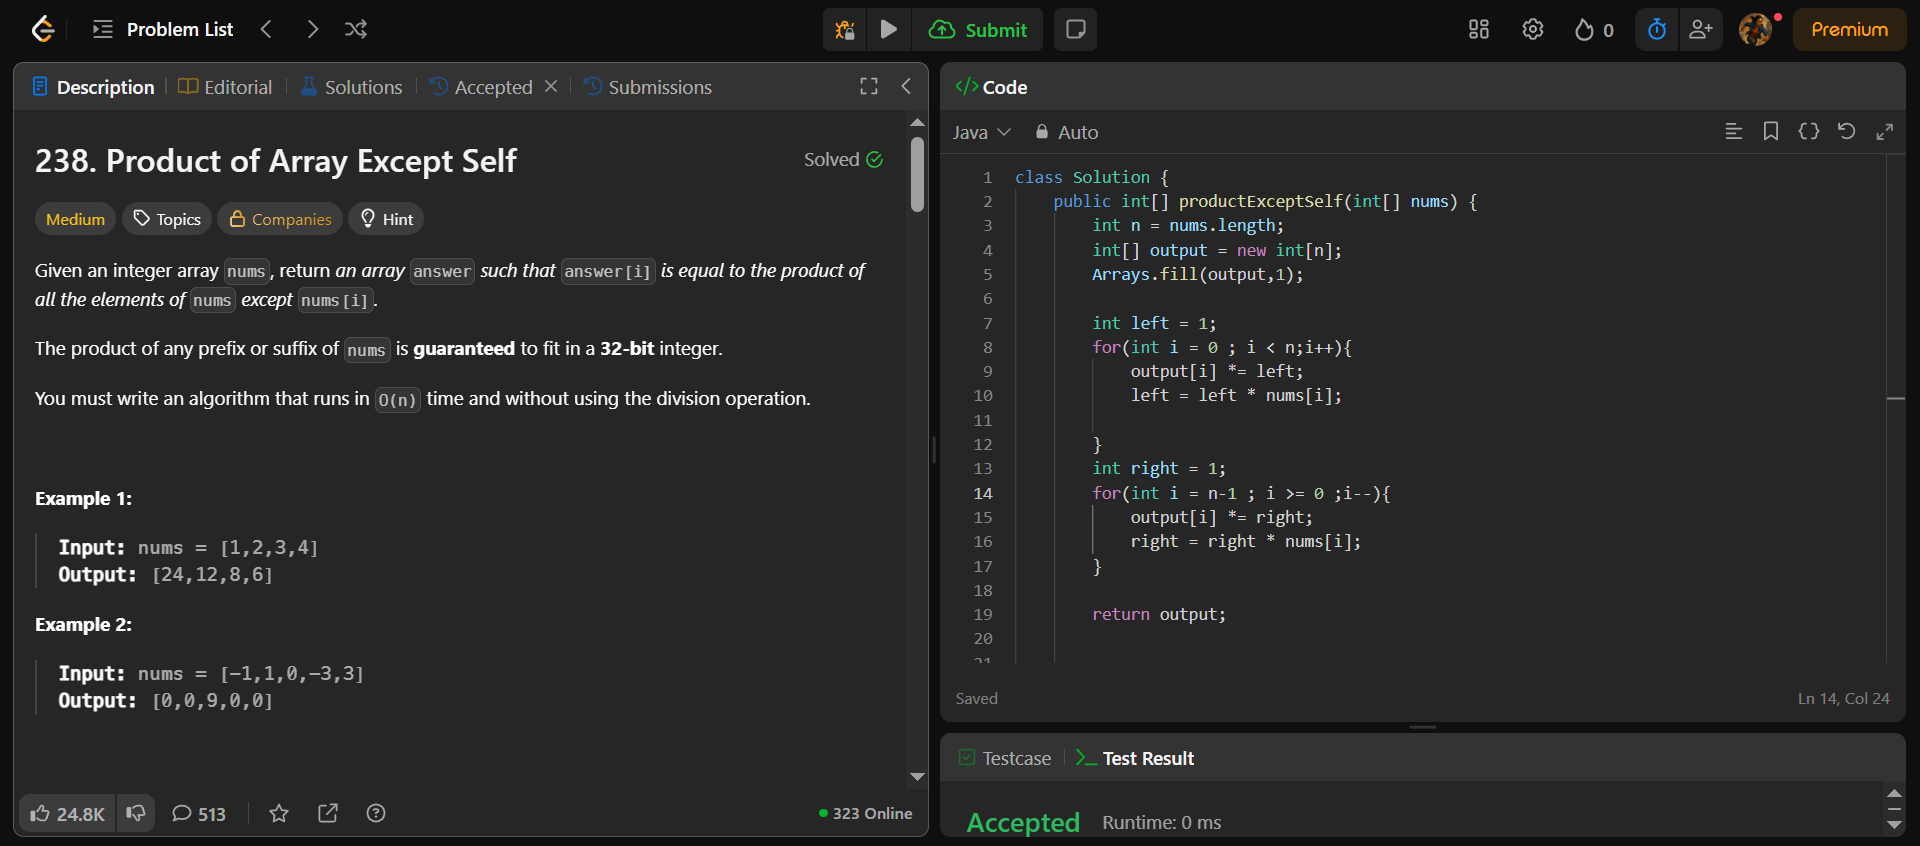 Problem List
Submit
0
Premium
Description
Editorial
Solutions
Accepted
Submissions
238. Product of Array Except Self
Solved
Medium
Topics
Companies
Hint
Given an integer array nums, return an array answer such that answer[i] is equal to the product of
all the elements of nums except nums[i].
The product of any prefix or suffix of nums is guaranteed to fit in a 32-bit integer.
You must write an algorithm that runs in O(n) time and without using the division operation.
Example 1:
Input: nums = [1,2,3,4]
Output: [24,12,8,6]
Example 2:
Input: nums = [-1,1,0,-3,3]
Output: [0,0,9,0,0]
24.8K
513
323 Online
</> Code
Java
Auto
1 class Solution {
2     public int[] productExceptSelf(int[] nums) {
3         int n = nums.length;
4         int[] output = new int[n];
5         Arrays.fill(output,1);
6
7         int left = 1;
8         for(int i = 0 ; i < n;i++){
9             output[i] *= left;
10             left = left * nums[i];
11
12         }
13         int right = 1;
14         for(int i = n-1 ; i >= 0 ;i--){
15             output[i] *= right;
16             right = right * nums[i];
17         }
18
19         return output;
20
21
Saved
Ln 14, Col 24
Testcase
Test Result
Accepted
Runtime: 0 ms